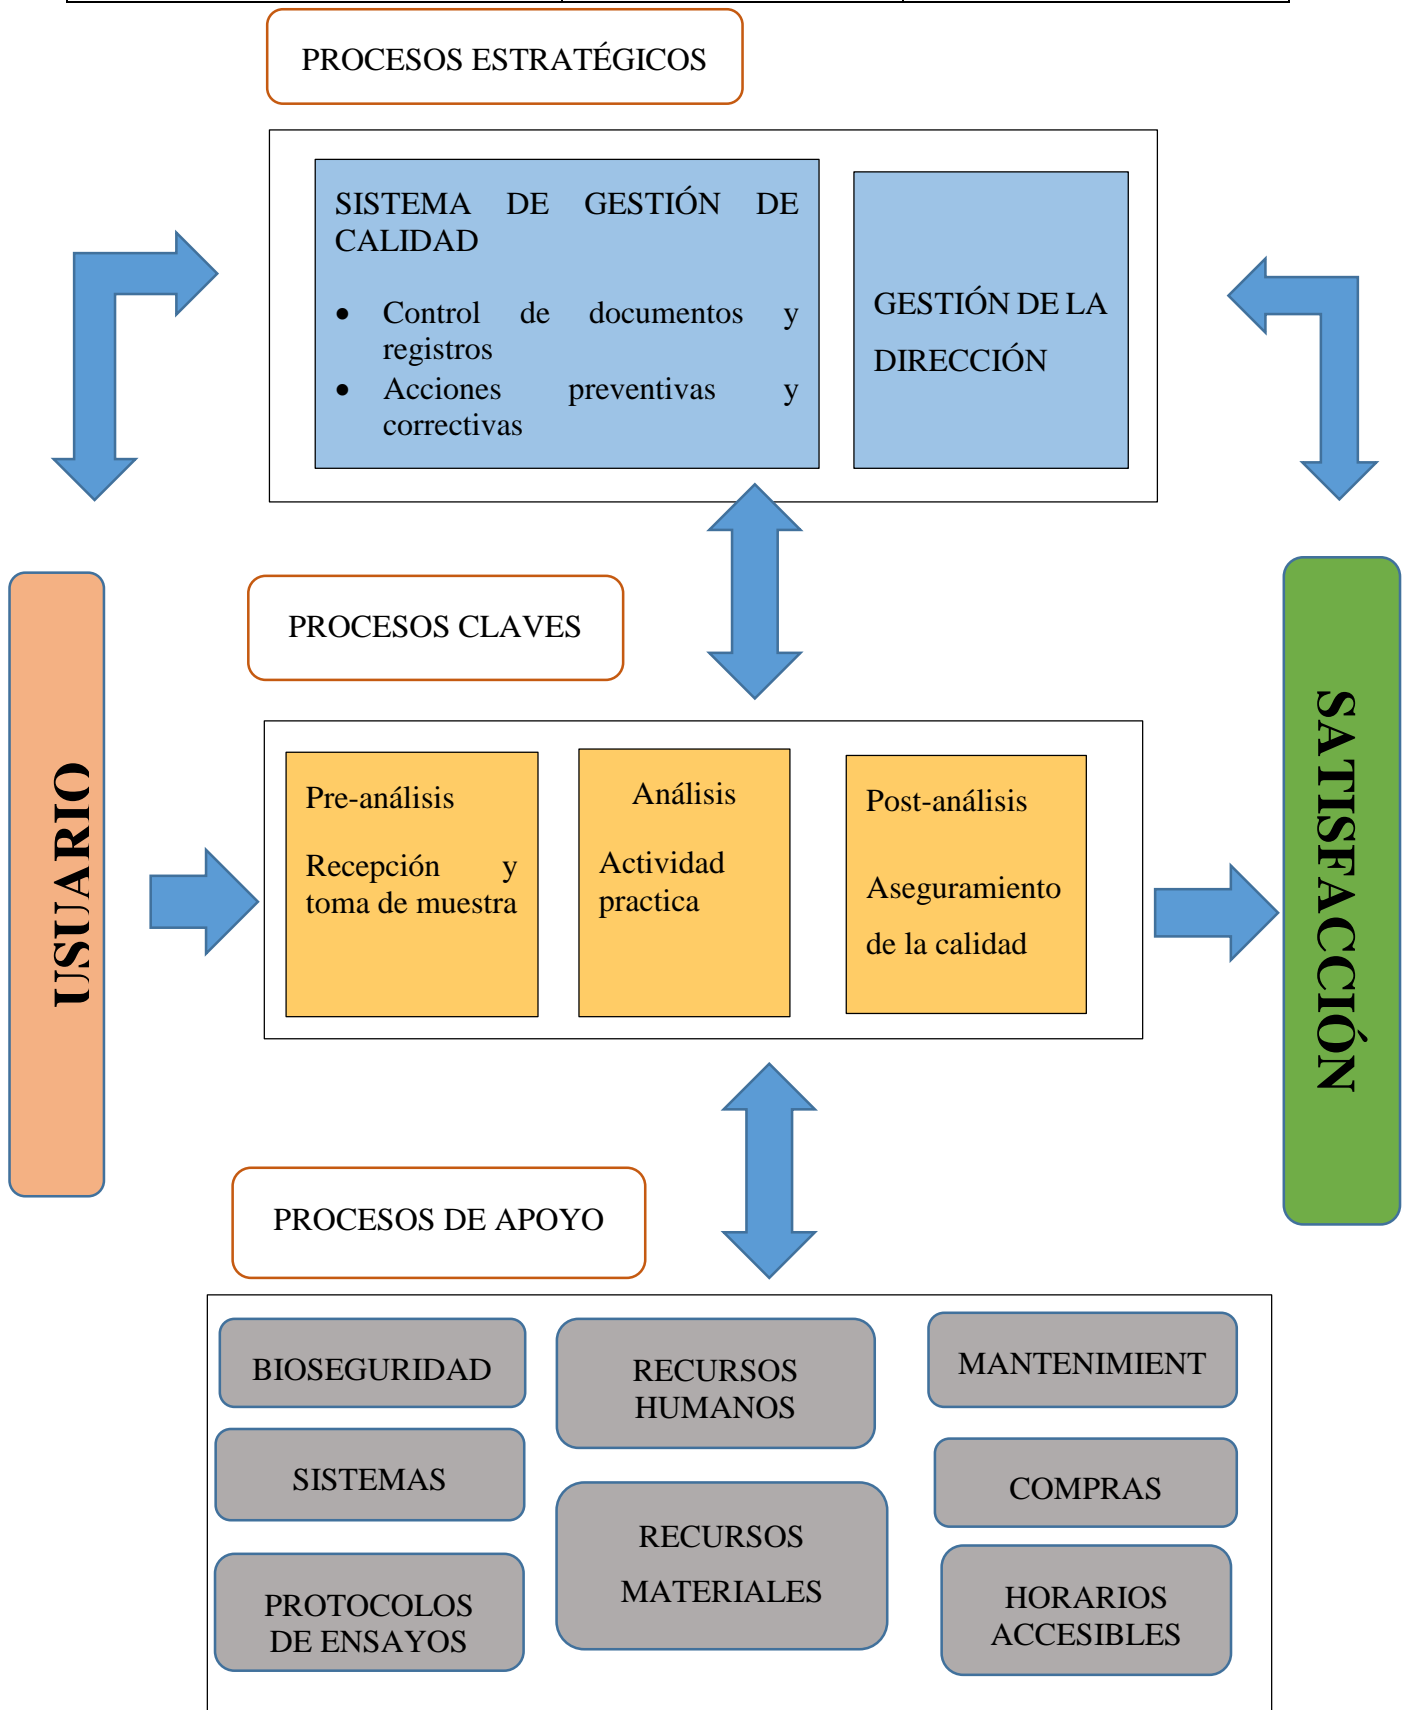 PROCESOS ESTRATÉGICOS
SISTEMA DE GESTIÓN DE
CALIDAD
• Control de documentos y
registros
• Acciones preventivas y
correctivas
GESTIÓN DE LA
DIRECCIÓN
PROCESOS CLAVES
USUARIO
Pre-análisis
Recepción y
toma de muestra
Análisis
Actividad
practica
Post-análisis
Aseguramiento
de la calidad
SATISFACCIÓN
PROCESOS DE APOYO
BIOSEGURIDAD
RECURSOS
HUMANOS
MANTENIMIENT
SISTEMAS
RECURSOS
MATERIALES
COMPRAS
PROTOCOLOS
DE ENSAYOS
HORARIOS
ACCESIBLES